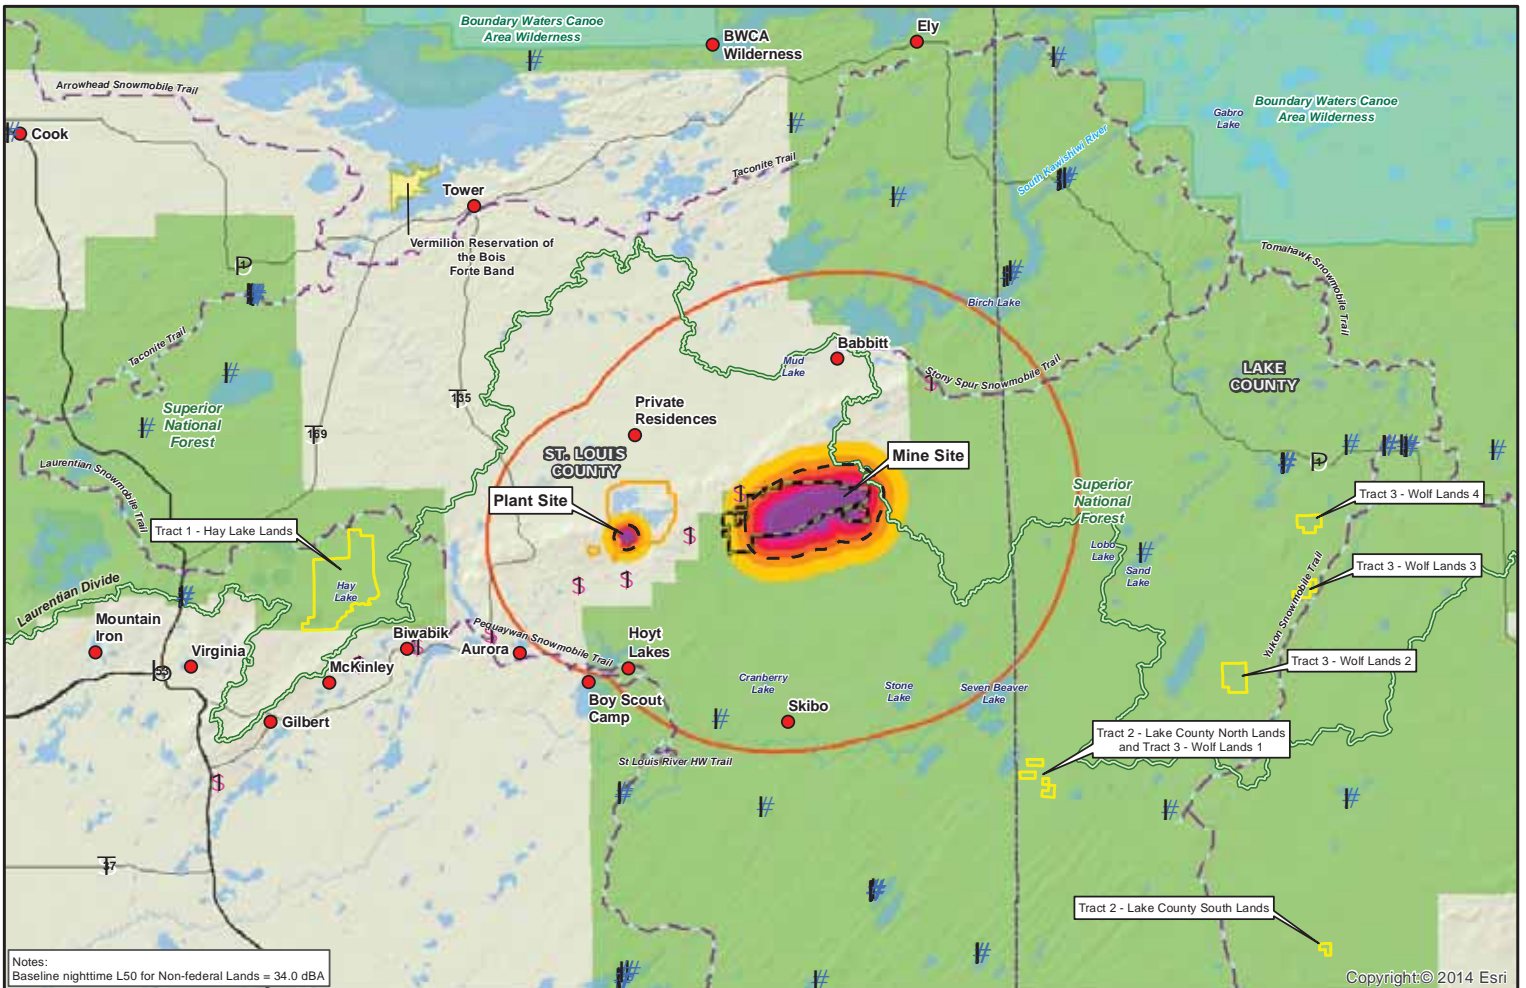 Boundary Waters Canoe
Area Wilderness
BWCA
Wilderness
Ely
Arrowhead Snowmobile Trail
Cook
Boundary Waters Canoe
Area Wilderness
Gabro
Lake
South Kawishiwi River
Taconite Trail
Tower
Vermilion Reservation of
the Bois
Forte Band
Tomahawk Snowmobile Trail
Birch Lake
Taconite Trail
Babbitt
Mud
Lake
Stony Spur Snowmobile Trail
LAKE
COUNTY
135
Private
Residences
Superior
National
Forest
169
ST. LOUIS
COUNTY
Mine Site
Laurentian Snowmobile Trail
Plant Site
Superior
National
Forest
Tract 3 - Wolf Lands 4
Tract 1 - Hay Lake Lands
Lobo
Lake
Sand
Lake
Tract 3 - Wolf Lands 3
Laurentian Divide
Hay
Lake
Yukon Snowmobile Trail
Mountain
Iron
Virginia
Biwabik
Pequaywan Snowmobile Trail
Aurora
Hoyt
Lakes
McKinley
53
Tract 3 - Wolf Lands 2
Cranberry
Lake
Stone
Lake
Seven Beaver
Lake
Boy Scout
Camp
Skibo
Gilbert
Tract 2 - Lake County North Lands
and Tract 3 - Wolf Lands 1
St Louis River HW Trail
37
Tract 2 - Lake County South Lands
Notes:
Baseline nighttime L50 for Non-federal Lands = 34.0 dBA
Copyright:© 2014 Esri